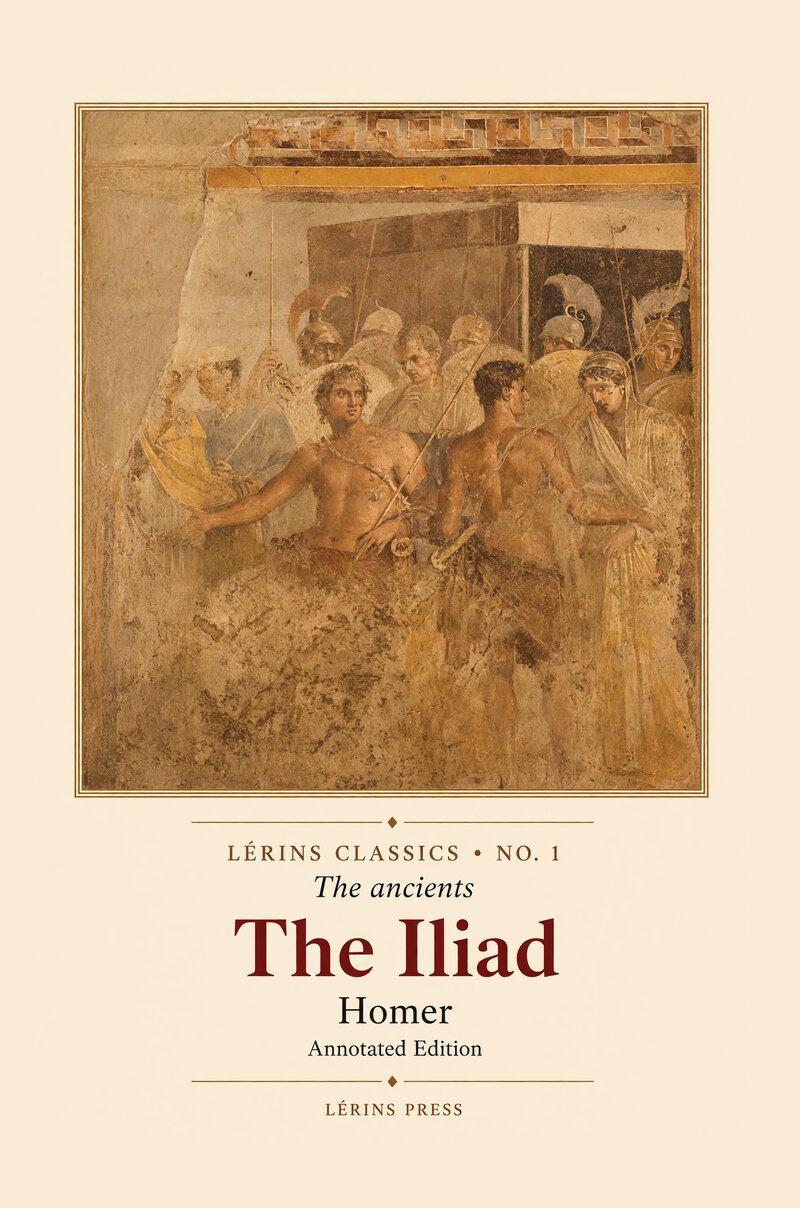 LÉRINS CLASSICS • NO. 1
The ancients
The Iliad
Homer
Annotated Edition
LÉRINS PRESS